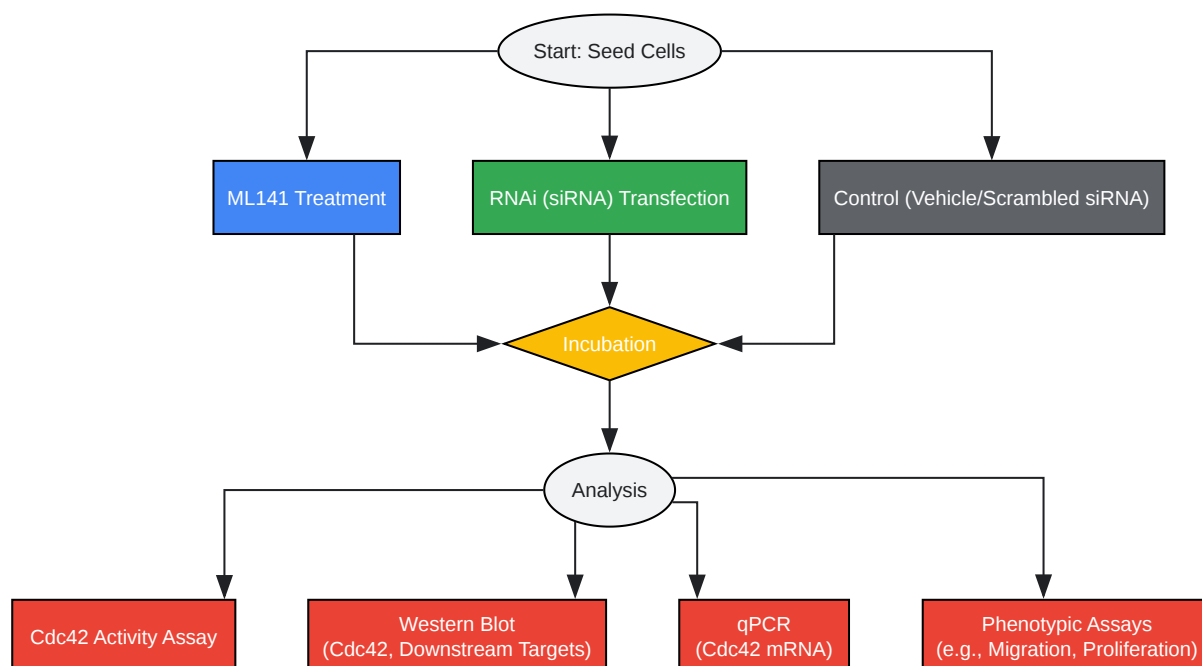 Start: Seed Cells
ML141 Treatment
RNAi (siRNA) Transfection
Control (Vehicle/Scrambled siRNA)
Incubation
Analysis
Cdc42 Activity Assay
Western Blot
(Cdc42, Downstream Targets)
qPCR
(Cdc42 mRNA)
Phenotypic Assays
(e.g., Migration, Proliferation)